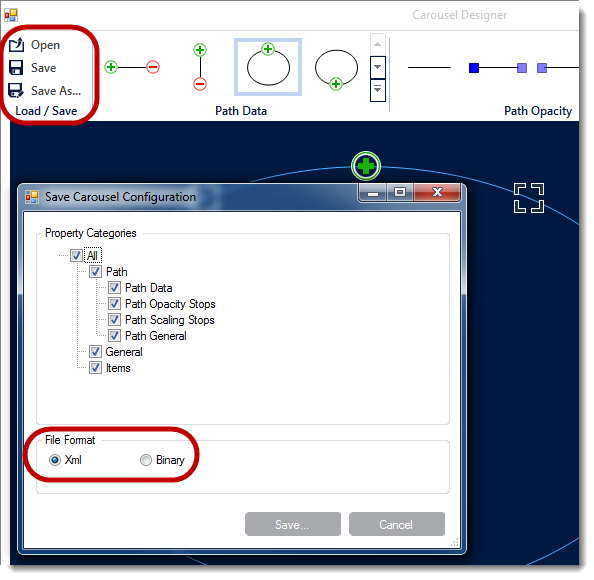 Carousel Designer
Open
Save
Save As...
Load / Save
Path Data
Path Opacity
Save Carousel Configuration
Property Categories
All
Path
Path Data
Path Opacity Stops
Path Scaling Stops
Path General
General
Items
File Format
Xml Binary
Save... Cancel